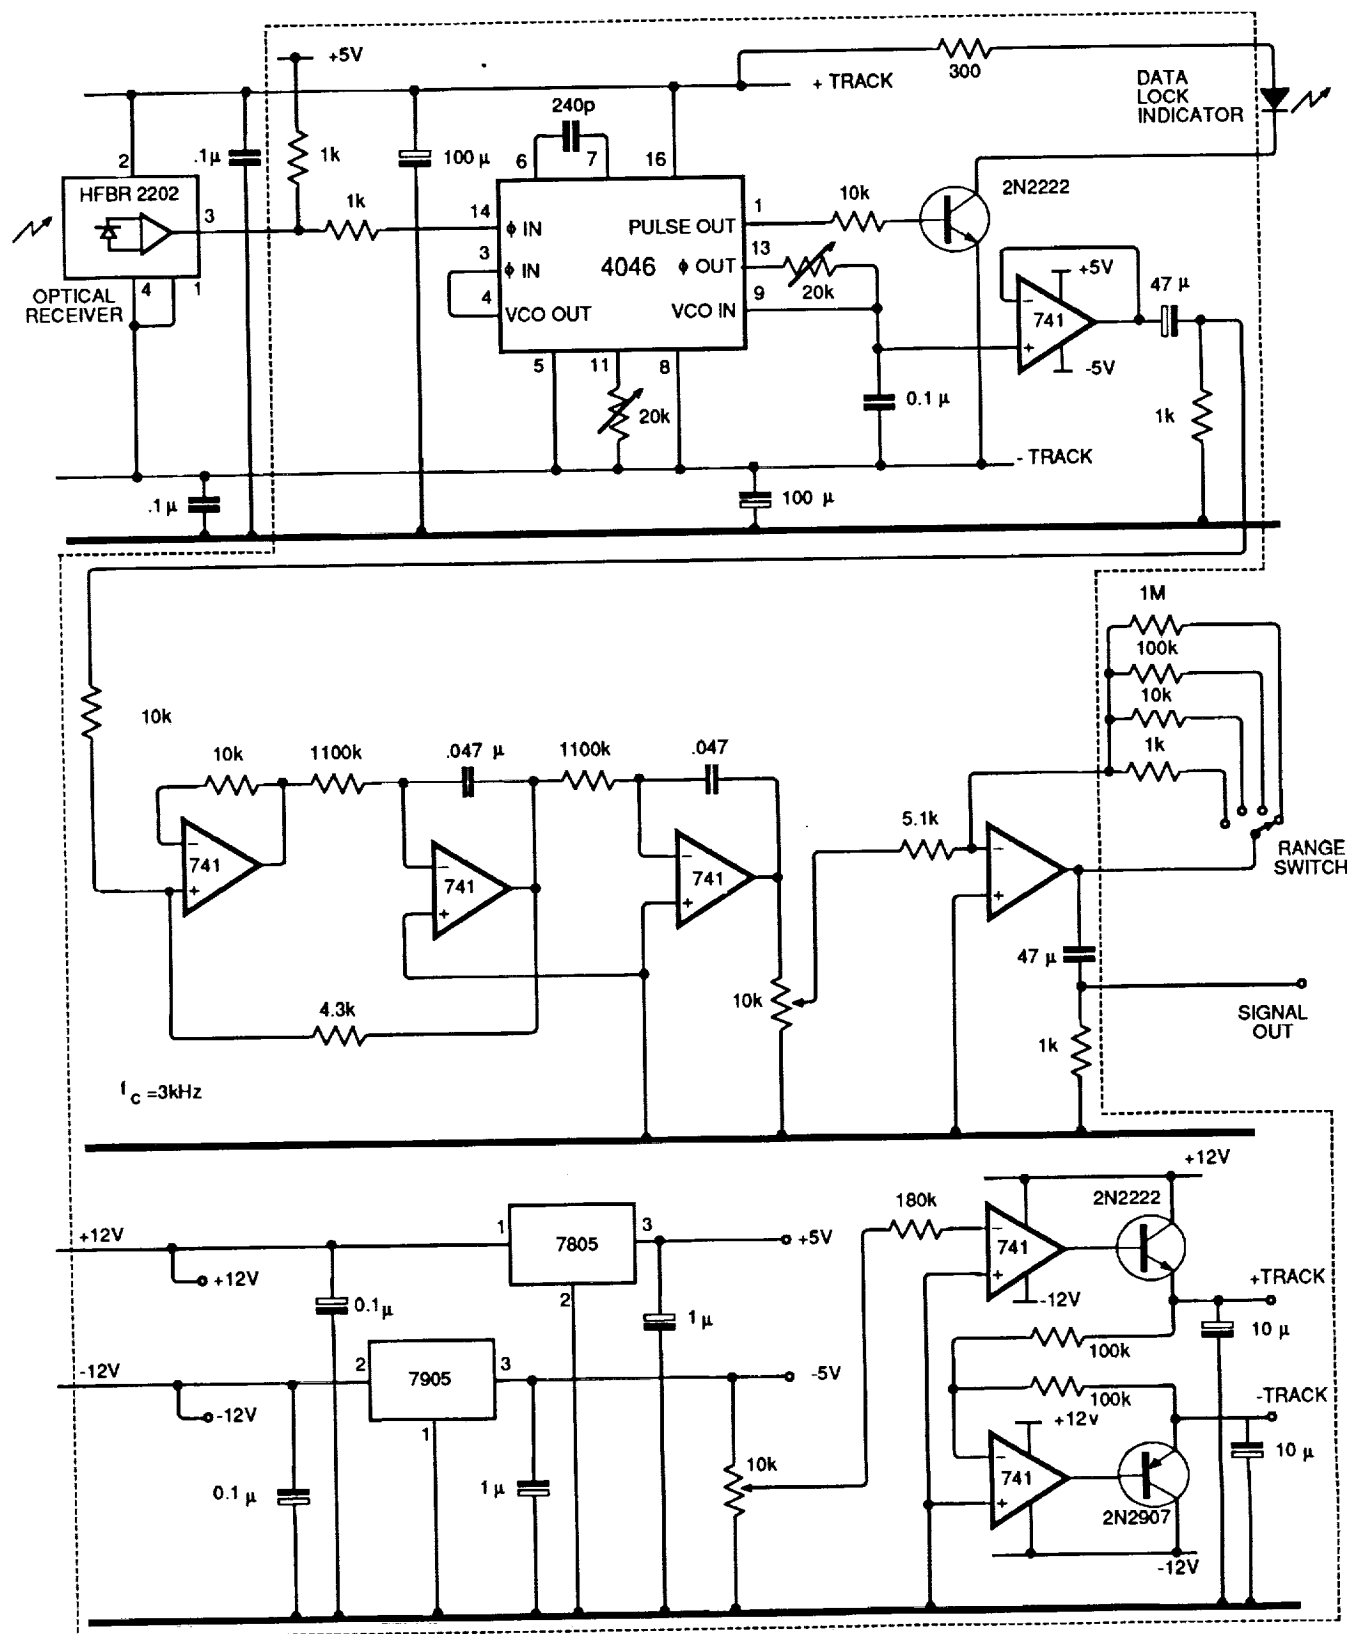 +5V
300
+ TRACK
DATA
LOCK
INDICATOR
240p
.1µ
1k
100 µ
6
7
16
2
HFBR 2202
3
4
1
OPTICAL
RECEIVER
1k
14
ϕ IN
3
ϕ IN
4
VCO OUT
4046
PULSE OUT
1
ϕ OUT
13
VCO IN
9
5
11
8
10k
2N2222
20k
20k
741
+5V
-5V
47 µ
0.1 µ
1k
- TRACK
.1 µ
100 µ
1M
100k
10k
1k
RANGE
SWITCH
10k
10k
1100k
.047 µ
1100k
.047
741
741
741
5.1k
4.3k
10k
47 µ
SIGNAL
OUT
1k
fC =3kHz
+12V
2N2222
180k
+12V
1
7805
3
+5V
+12V
2
0.1µ
1 µ
741
-12V
+TRACK
10 µ
100k
-12V
2
7905
3
-5V
-12V
1
100k
-TRACK
+12v
10 µ
0.1 µ
1µ
10k
741
2N2907
-12V